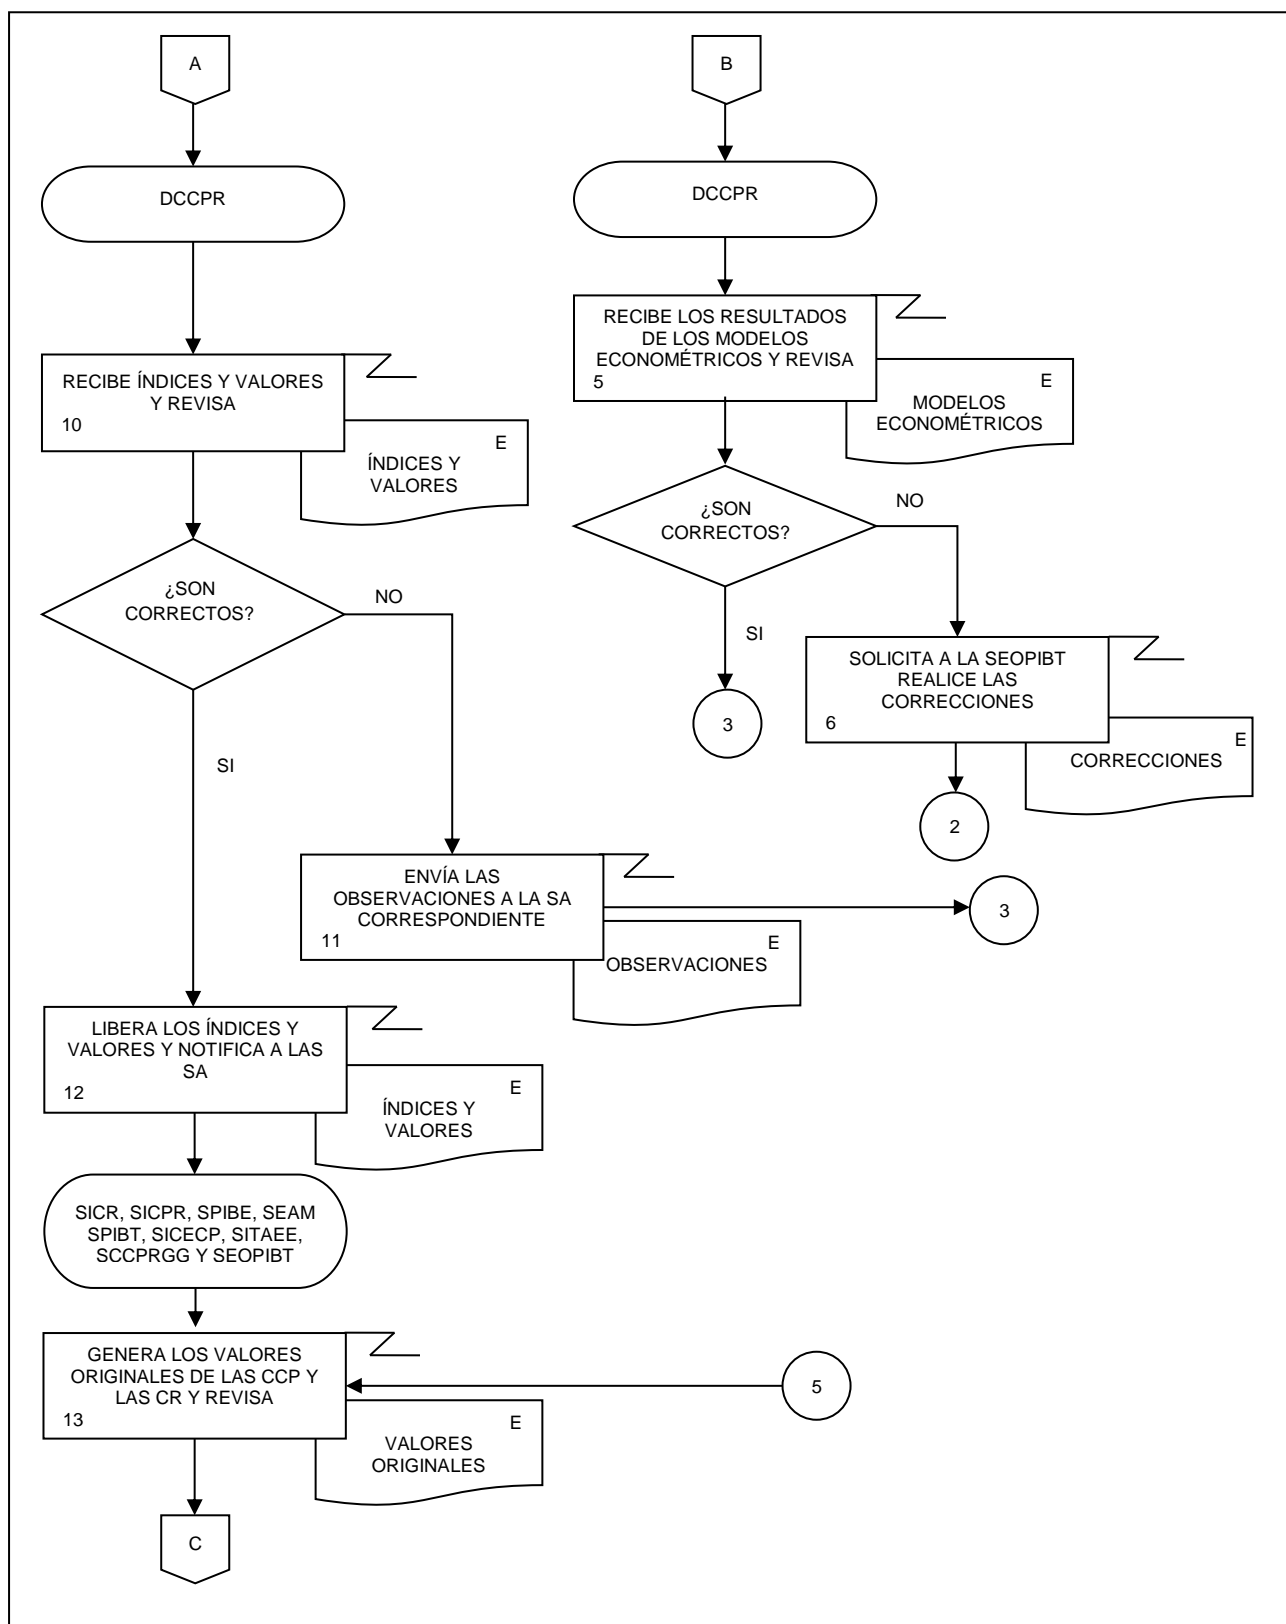 A
DCCPR
RECIBE ÍNDICES Y VALORES
Y REVISA
10
E
ÍNDICES Y
VALORES
¿SON
CORRECTOS?
NO
SI
ENVÍA LAS
OBSERVACIONES A LA SA
CORRESPONDIENTE
11
E
OBSERVACIONES
3
LIBERA LOS ÍNDICES Y
VALORES Y NOTIFICA A LAS
SA
12
E
ÍNDICES Y
VALORES
SICR, SICPR, SPIBE, SEAM
SPIBT, SICECP, SITAEE,
SCCPRGG Y SEOPIBT
GENERA LOS VALORES
ORIGINALES DE LAS CCP Y
LAS CR Y REVISA
13
5
E
VALORES
ORIGINALES
C
B
DCCPR
RECIBE LOS RESULTADOS
DE LOS MODELOS
ECONOMÉTRICOS Y REVISA
5
E
MODELOS
ECONOMÉTRICOS
¿SON
CORRECTOS?
NO
SI
3
SOLICITA A LA SEOPIBT
REALICE LAS
CORRECCIONES
6
E
CORRECCIONES
2